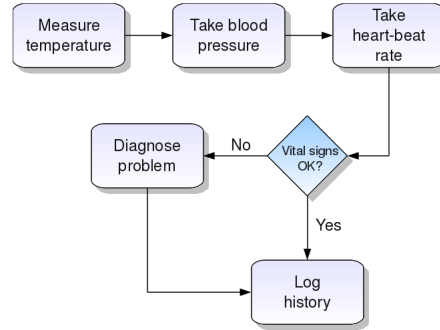 Measure
temperature
Take blood
pressure
Take
heart-beat
rate
Vital signs
OK?
No
Diagnose
problem
Yes
Log
history